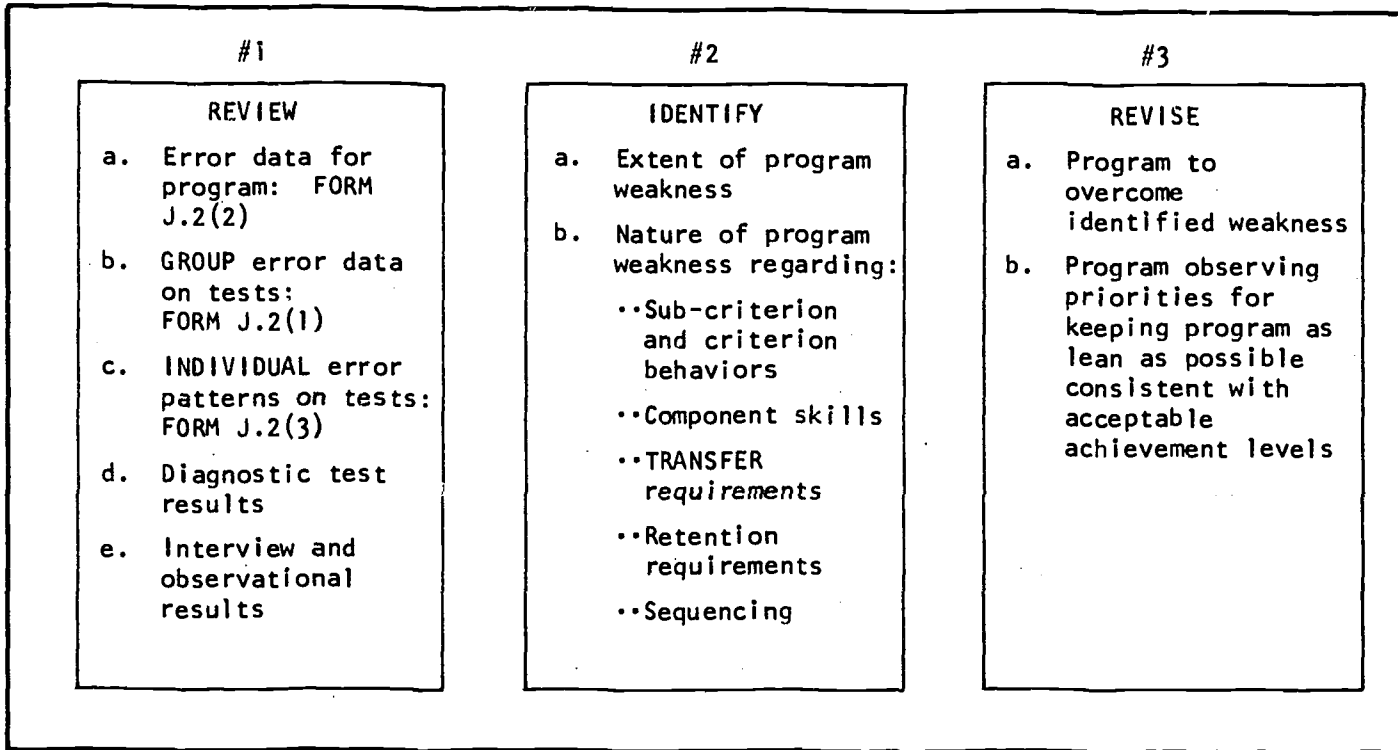 #1
REVIEW
a. Error data for
program: FORM
J.2(2)
b. GROUP error data
on tests:
FORM J.2(1)
c. INDIVIDUAL error
patterns on tests:
FORM J.2(3)
d. Diagnostic test
results
e. Interview and
observational
results
#2
IDENTIFY
a. Extent of program
weakness
b. Nature of program
weakness regarding:
··Sub-criterion
and criterion
behaviors
··Component skills
··TRANSFER
requirements
··Retention
requirements
··Sequencing
#3
REVISE
a. Program to
overcome
identified weakness
b. Program observing
priorities for
keeping program as
lean as possible
consistent with
acceptable
achievement levels